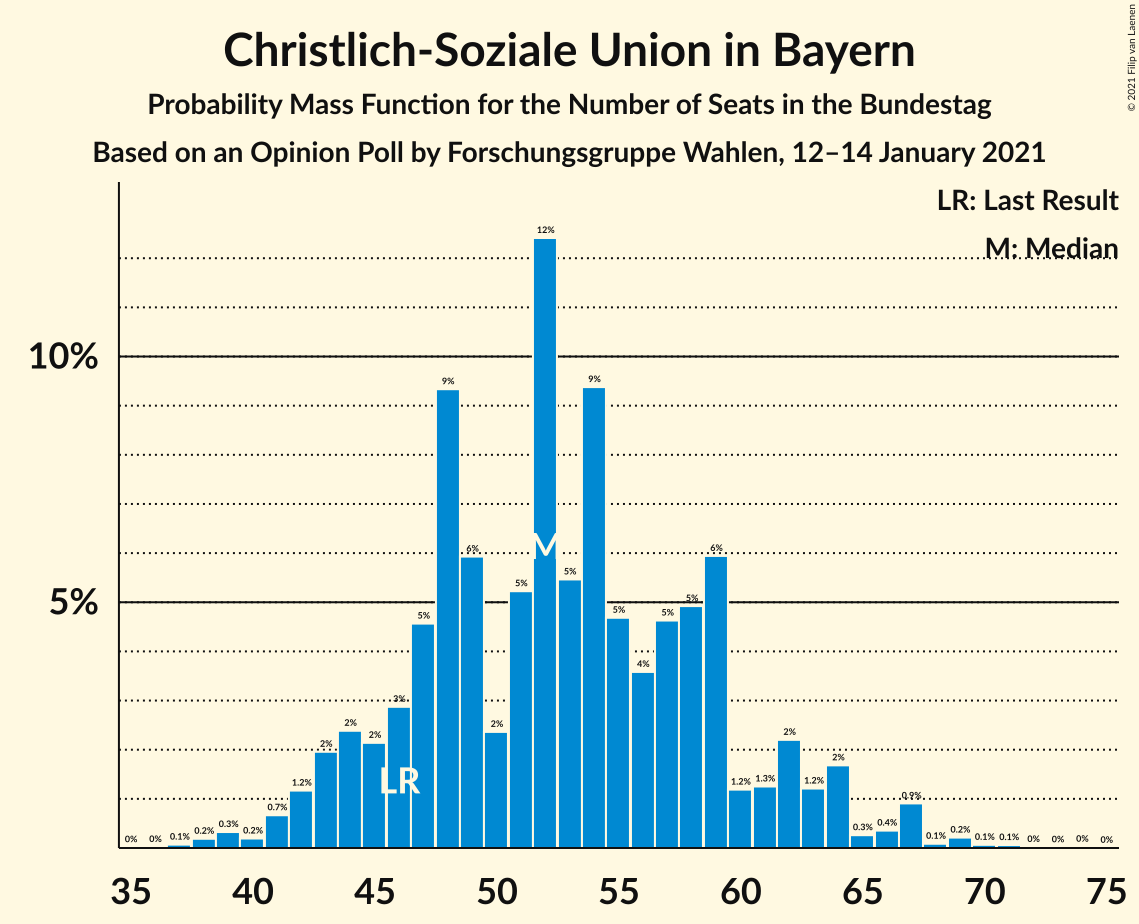 Christlich-Soziale Union in Bayern
Probability Mass Function for the Number of Seats in the Bundestag
Based on an Opinion Poll by Forschungsgruppe Wahlen, 12–14 January 2021
© 2021 Filip van Laenen
LR: Last Result
M: Median
10%
5%
0% 0% 0.1% 0.2% 0.3% 0.2% 0.7% 1.2% 2% 2% 2% 3% 5% 9% 6% 2% 5% 12% 5% 9% 5% 4% 5% 5% 6% 1.2% 1.3% 2% 1.2% 2% 0.3% 0.4% 0.9% 0.1% 0.2% 0.1% 0.1% 0% 0% 0% 0%
M
LR
35 40 45 50 55 60 65 70 75